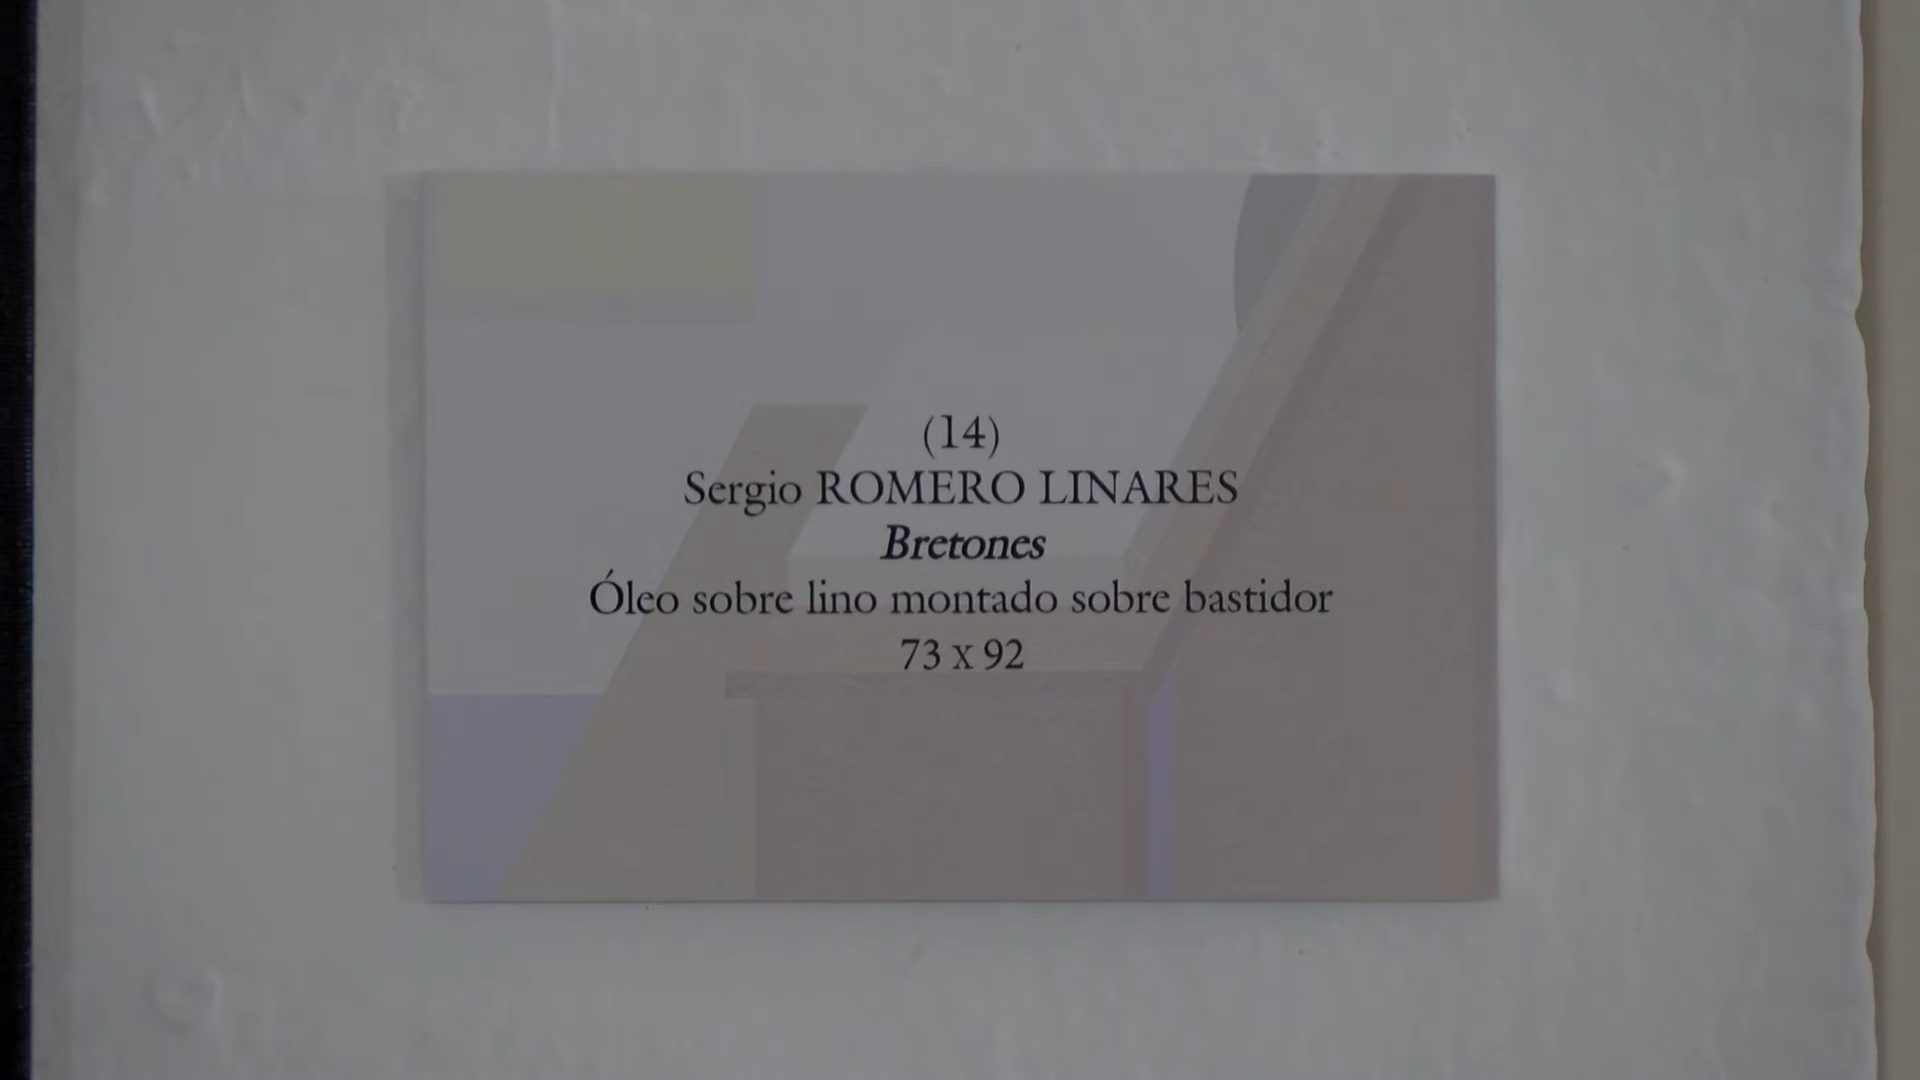 (14)
Sergio ROMERO LINARES
Bretones
Óleo sobre lino montado sobre bastidor
73 x 92